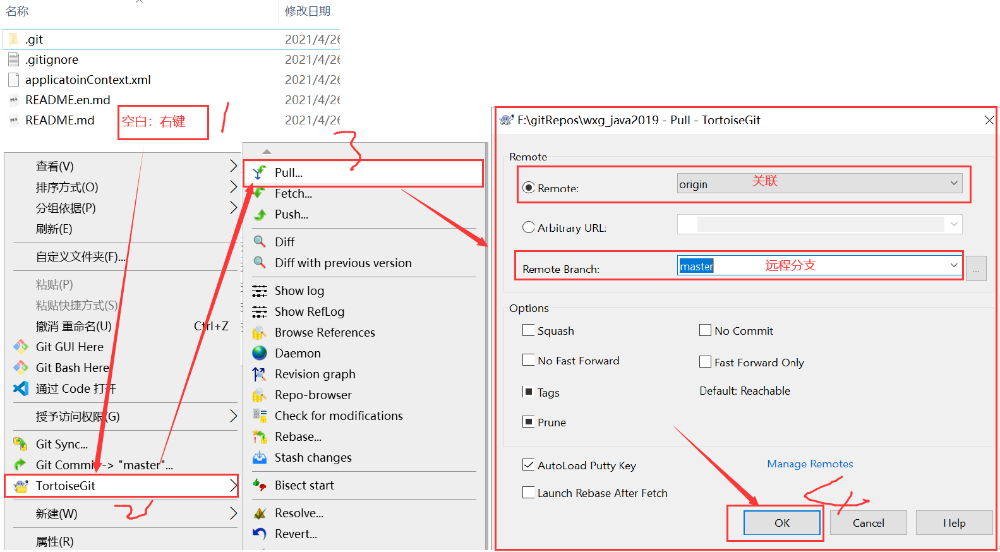 名称 修改日期
.git 2021/4/26
.gitignore 2021/4/26
applicatoinContext.xml 2021/4/26
README.en.md 2021/4/26
README.md 2021/4/26
空白：右键 1
查看(V)
排序方式(O)
分组依据(P)
刷新(E)
自定义文件夹(F)...
粘贴(P)
粘贴快捷方式(S)
撤消 重命名(U) Ctrl+Z
Git GUI Here
Git Bash Here
通过 Code 打开
授予访问权限(G)
Git Sync...
Git Commit -> "master"...
TortoiseGit
2
新建(W)
属性(R)
3
Pull...
Fetch...
Push...
Diff
Diff with previous version
Show log
Show RefLog
Browse References
Daemon
Revision graph
Repo-browser
Check for modifications
Rebase...
Stash changes
Bisect start
Resolve...
Revert...
F:\gitRepos\wxg_java2019 - Pull - TortoiseGit
Remote
Remote: origin 关联
Arbitrary URL:
Remote Branch: master 远程分支 ...
Options
Squash No Commit
No Fast Forward Fast Forward Only
Tags Default: Reachable
Prune
AutoLoad Putty Key Manage Remotes
Launch Rebase After Fetch 4
OK Cancel Help